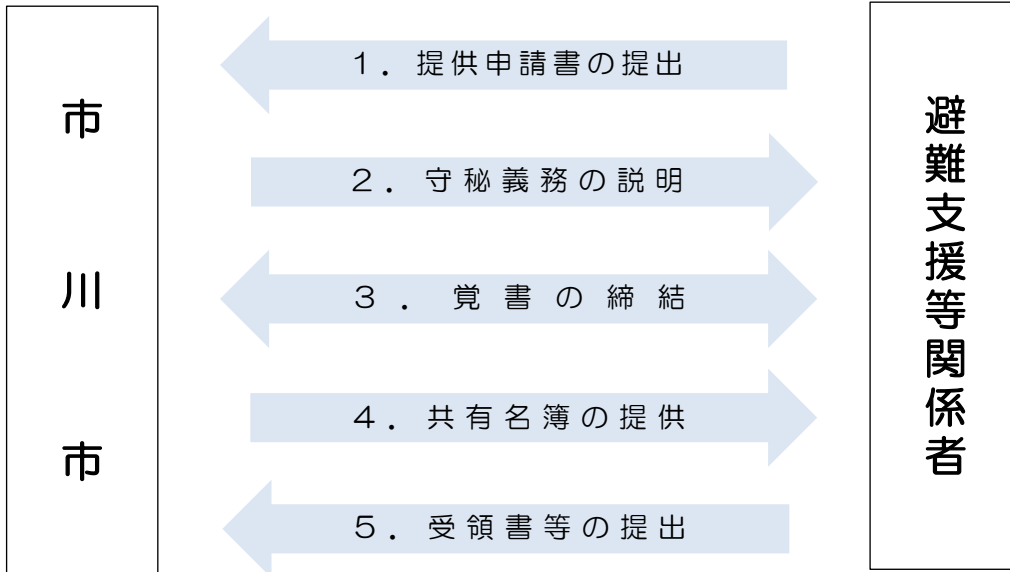 市川市
1．提供申請書の提出
2．守秘義務の説明
3．覚書の締結
4．共有名簿の提供
5．受領書等の提出
避難支援等関係者